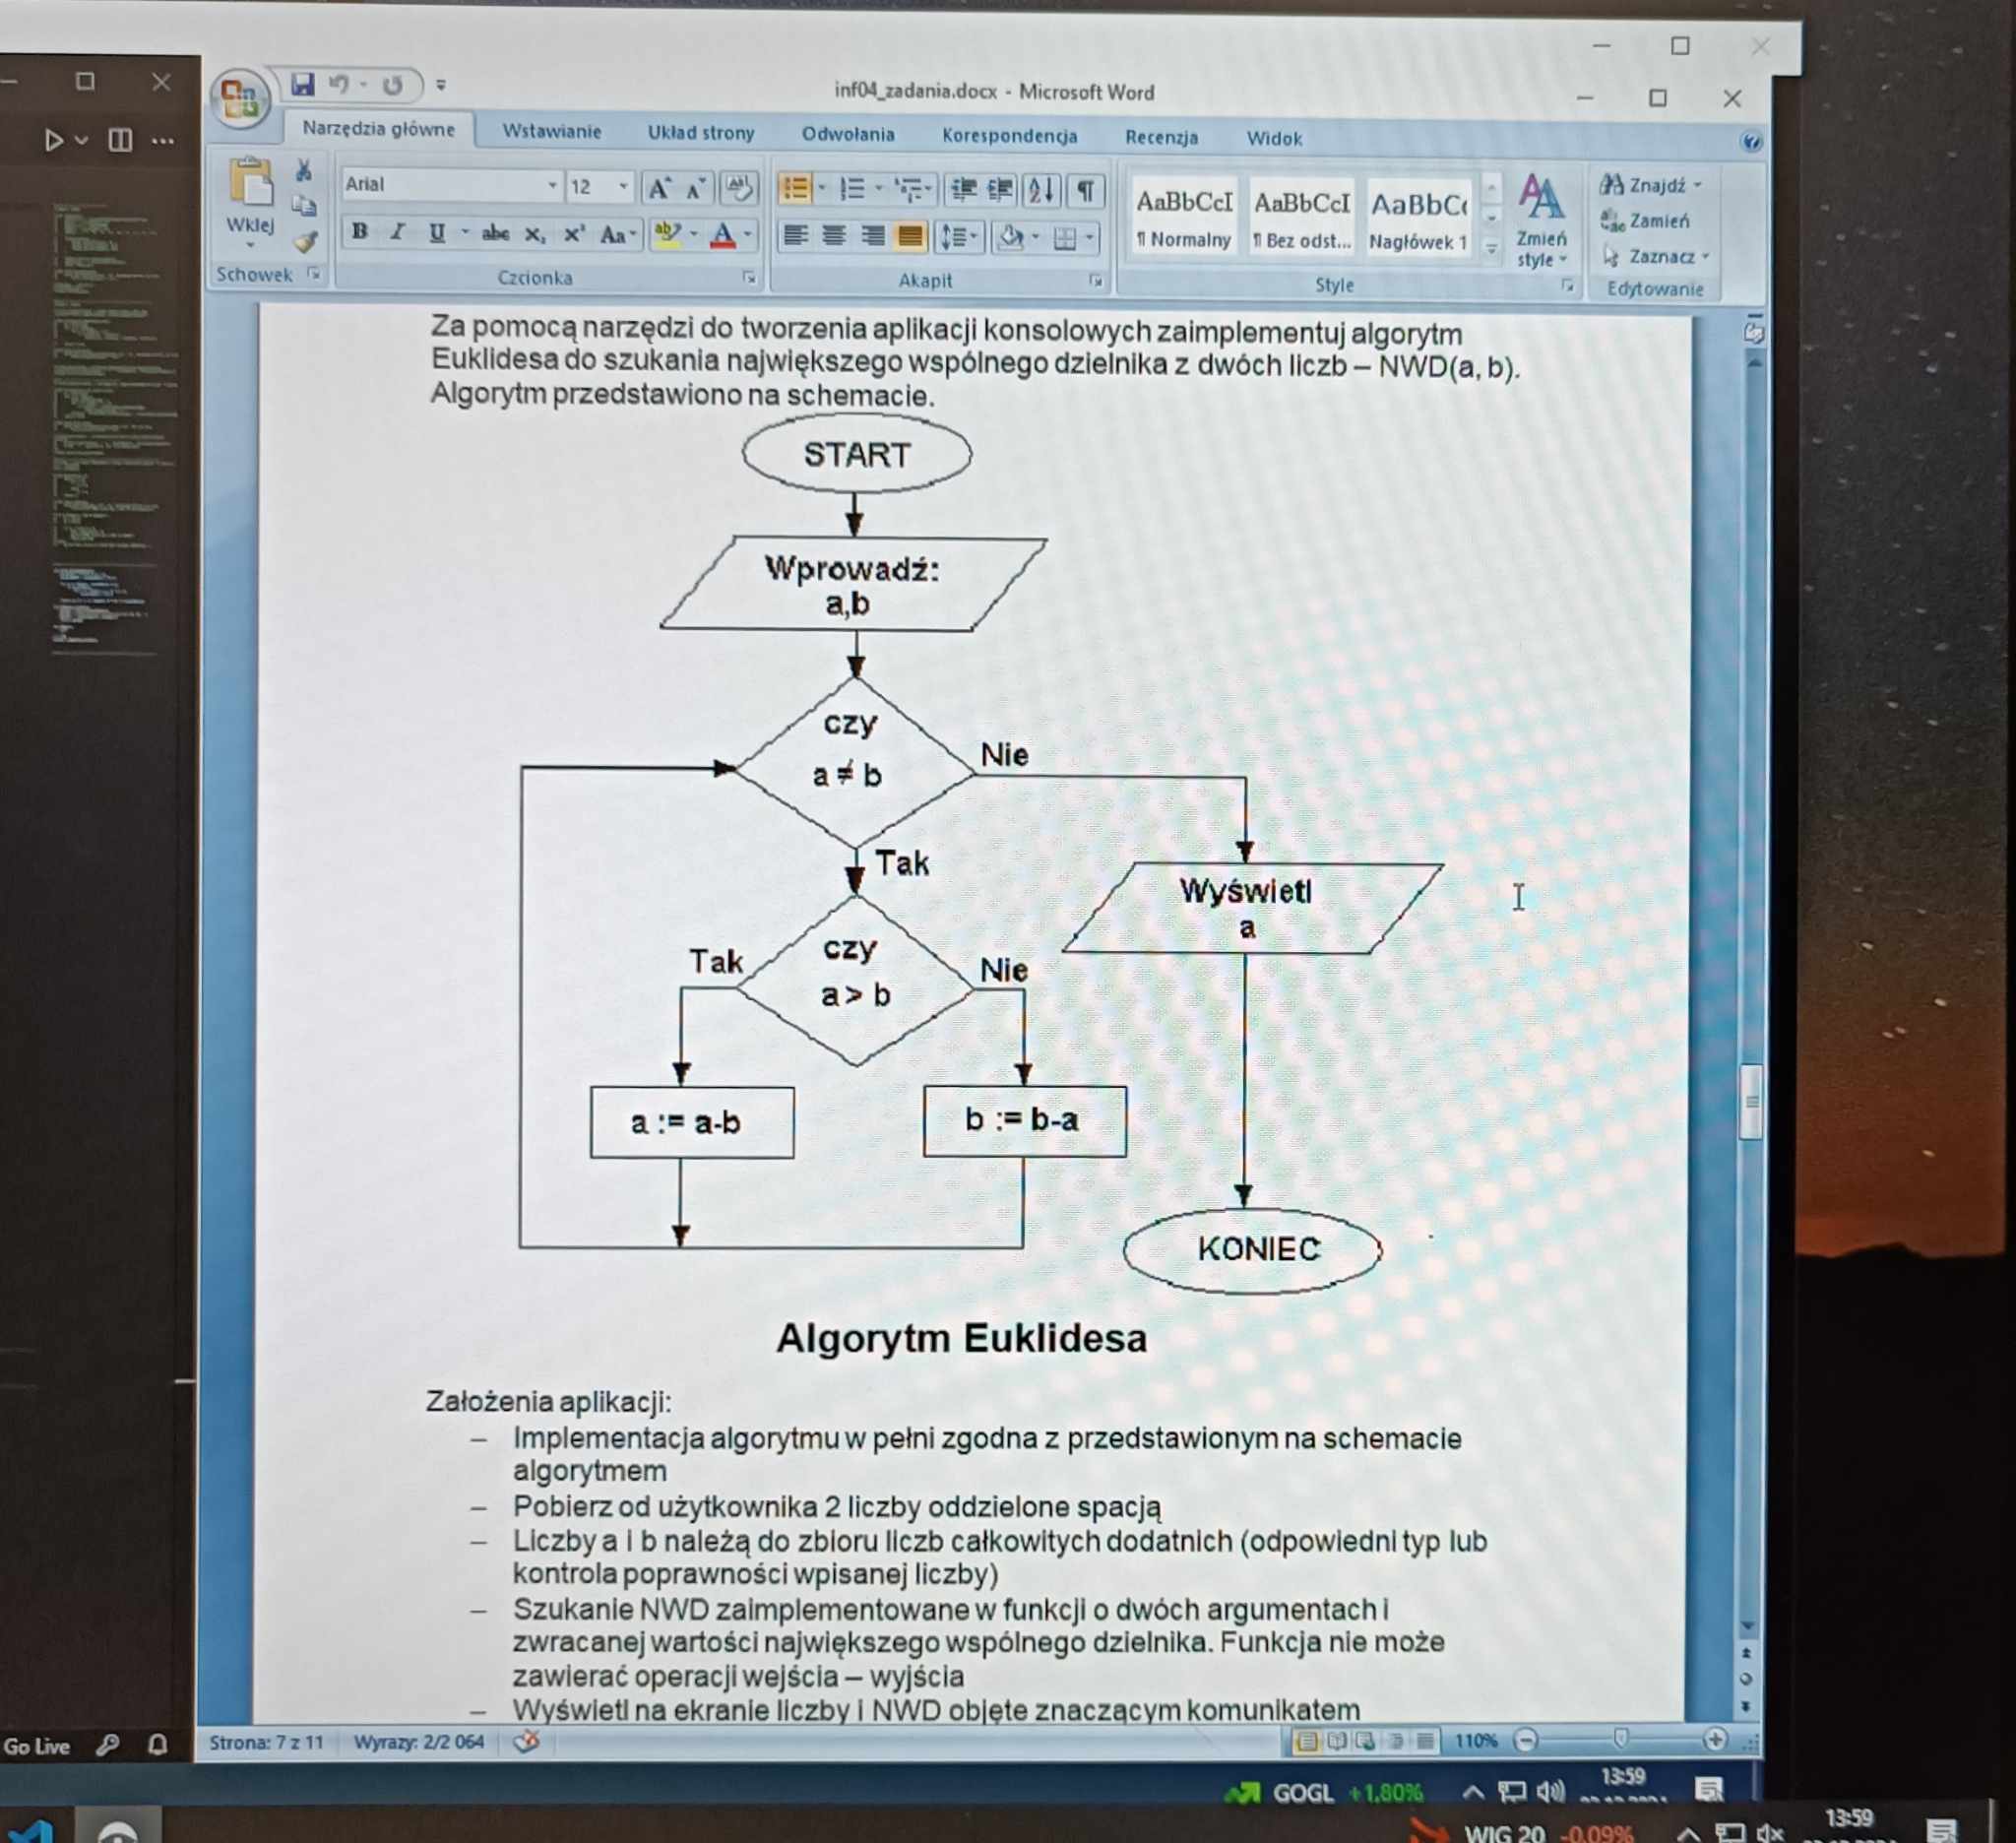 inf04_zadania.docx - Microsoft Word
Narzędzia główne
Wstawianie
Układ strony
Odwołania
Korespondencja
Recenzja
Widok
Wklej
Schowek
Arial
12
Czcionka
Akapit
AaBbCcI
¶ Normalny
AaBbCcI
¶ Bez odst...
AaBbC
Nagłówek 1
Zmień
style
Style
Znajdź
Zamień
Zaznacz
Edytowanie
Za pomocą narzędzi do tworzenia aplikacji konsolowych zaimplementuj algorytm
Euklidesa do szukania największego wspólnego dzielnika z dwóch liczb – NWD(a, b).
Algorytm przedstawiono na schemacie.
START
Wprowadź:
a,b
czy
a ≠ b
Nie
Tak
Wyświetl
a
czy
a > b
Tak
Nie
a := a-b
b := b-a
KONIEC
Algorytm Euklidesa
Założenia aplikacji:
– Implementacja algorytmu w pełni zgodna z przedstawionym na schemacie
algorytmem
– Pobierz od użytkownika 2 liczby oddzielone spacją
– Liczby a i b należą do zbioru liczb całkowitych dodatnich (odpowiedni typ lub
kontrola poprawności wpisanej liczby)
– Szukanie NWD zaimplementowane w funkcji o dwóch argumentach i
zwracanej wartości największego wspólnego dzielnika. Funkcja nie może
zawierać operacji wejścia – wyjścia
– Wyświetl na ekranie liczby i NWD objęte znaczącym komunikatem
Go Live
Strona: 7 z 11
Wyrazy: 2/2 064
110%
GOGL +1,80%
13:59
WIG 20 -0,09%
13:59